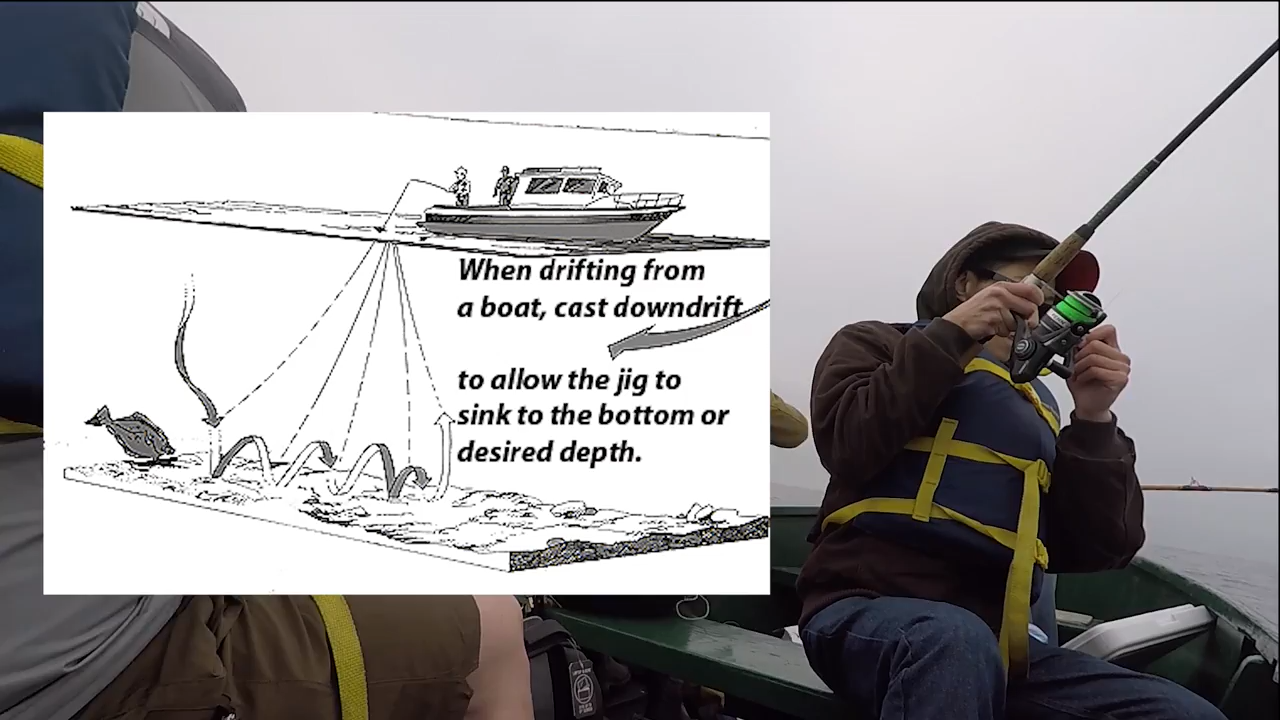 When drifting from
a boat, cast downdrift
to allow the jig to
sink to the bottom or
desired depth.